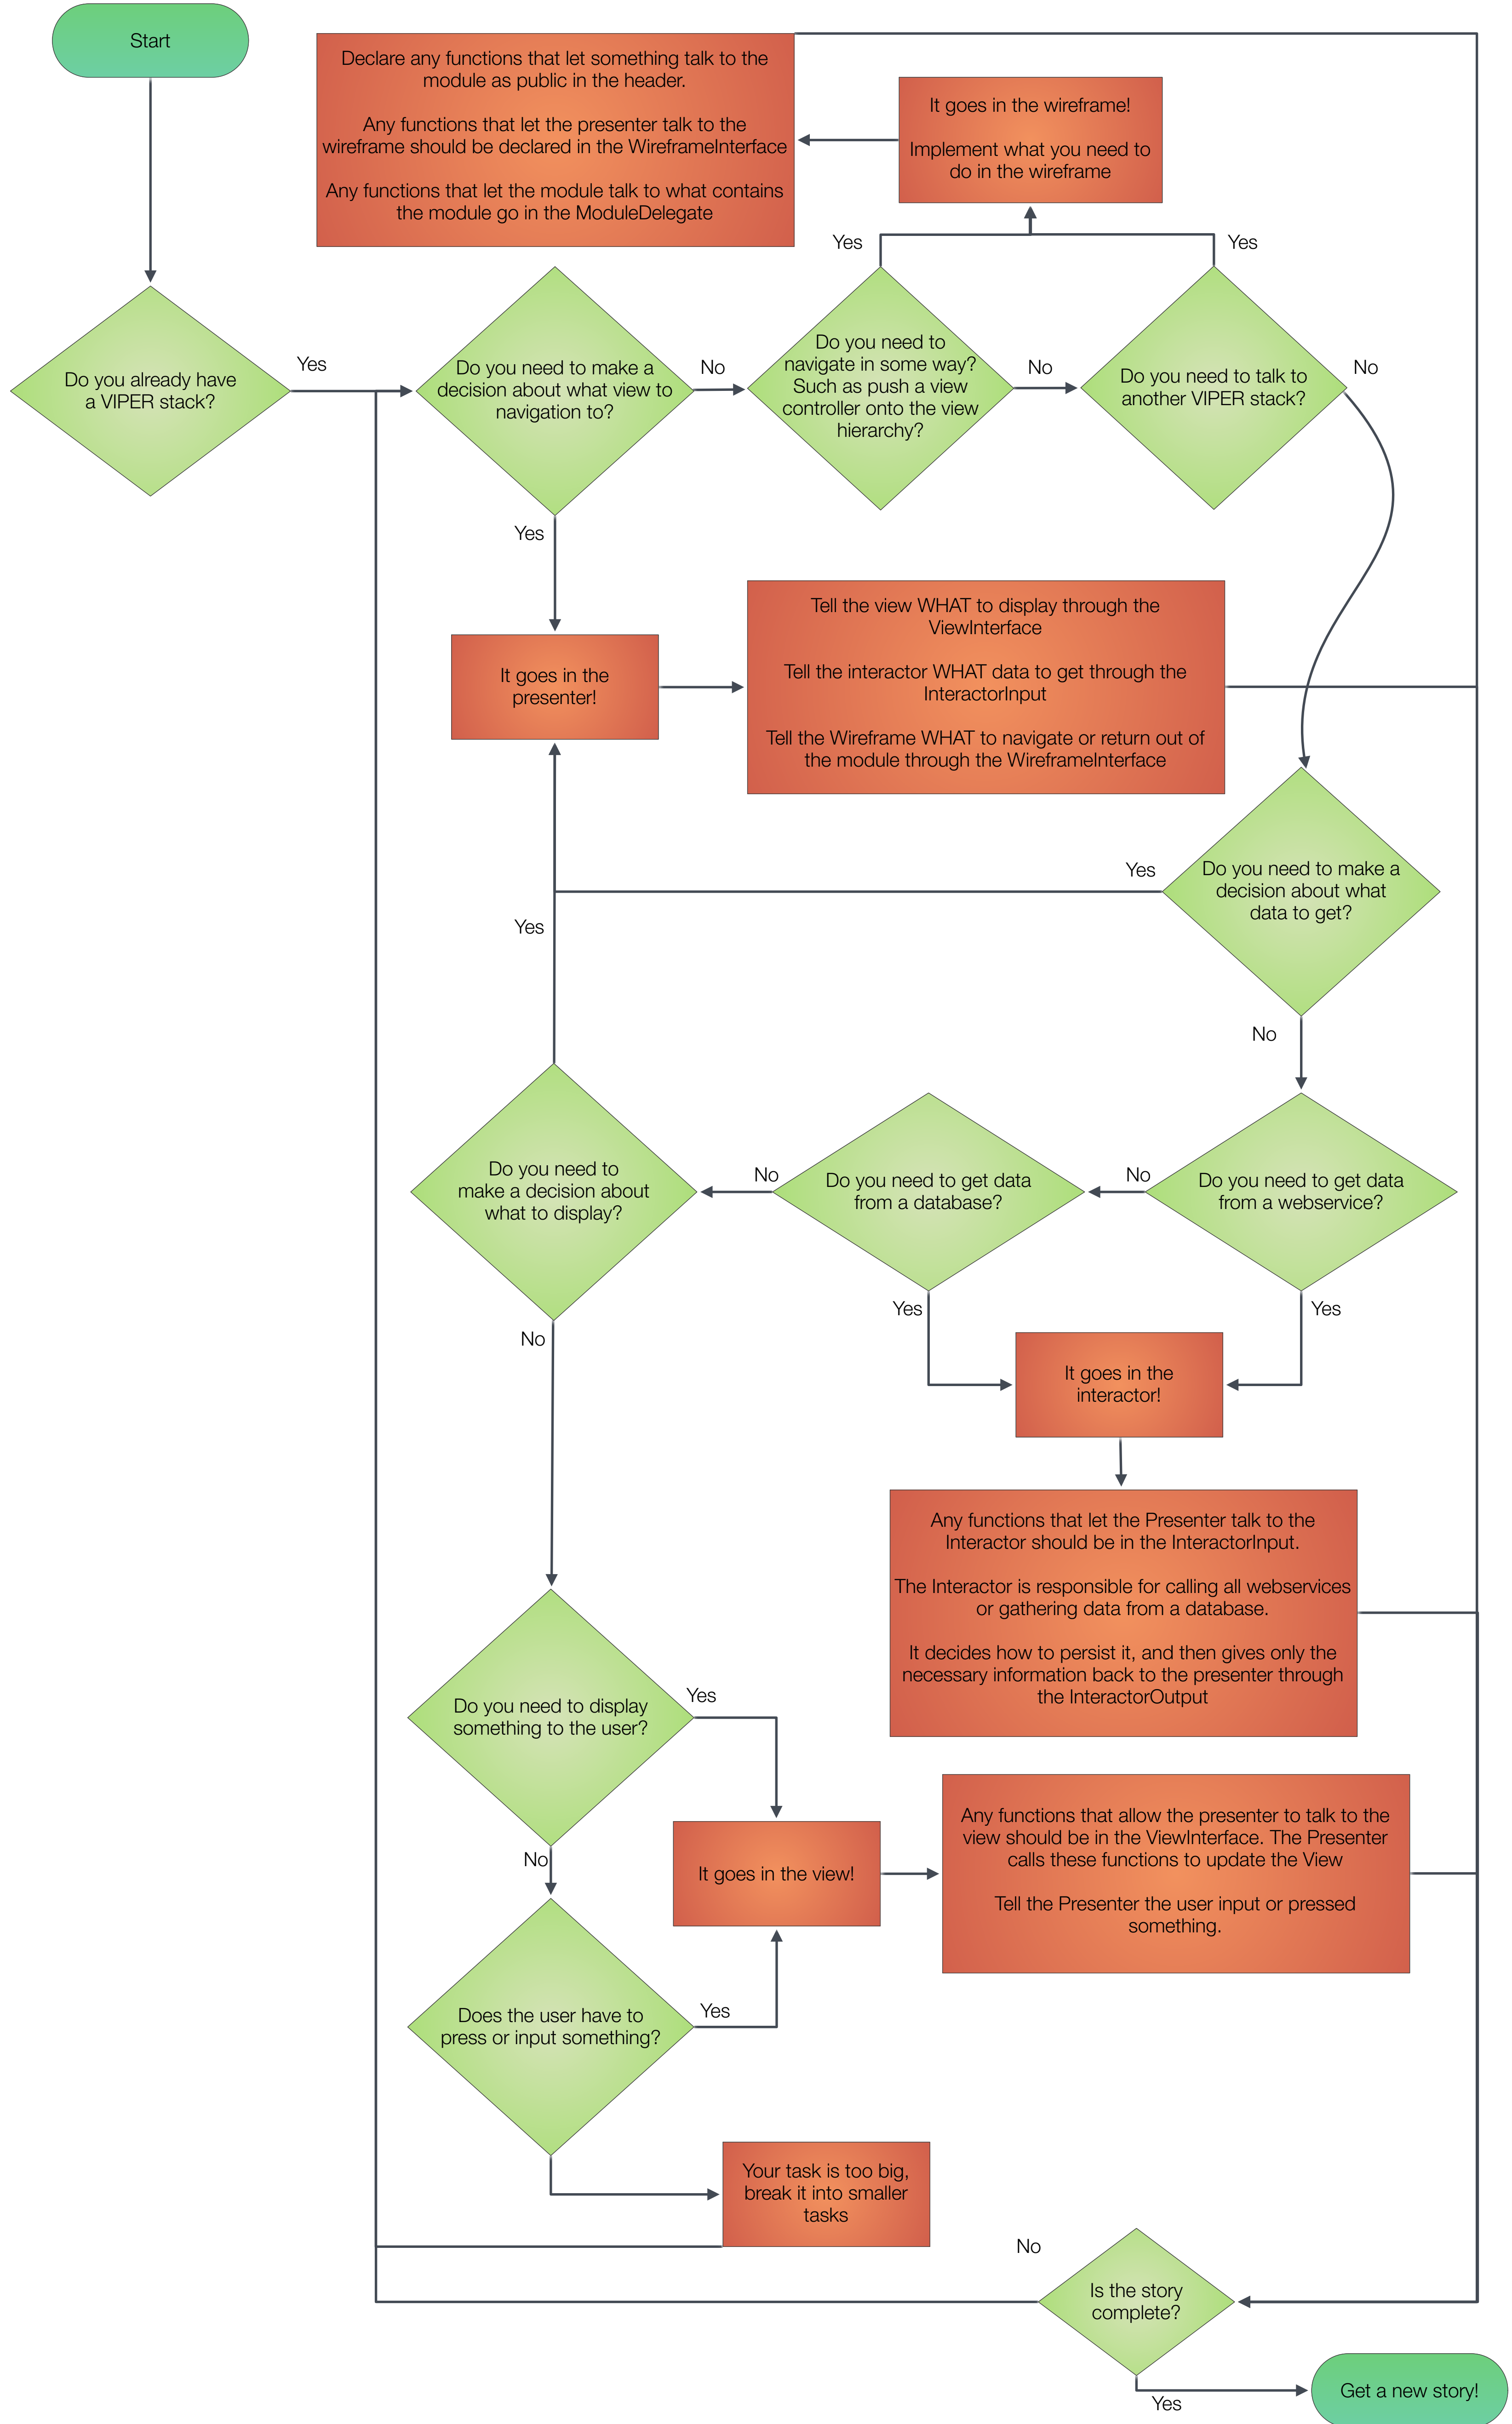 Start
Declare any functions that let something talk to the
module as public in the header.
Any functions that let the presenter talk to the
wireframe should be declared in the WireframeInterface
Any functions that let the module talk to what contains
the module go in the ModuleDelegate
It goes in the wireframe!
Implement what you need to
do in the wireframe
Yes
Yes
Do you already have
a VIPER stack?
Yes
Do you need to make a
decision about what view to
navigation to?
No
Do you need to
navigate in some way?
Such as push a view
controller onto the view
hierarchy?
No
Do you need to talk to
another VIPER stack?
No
Yes
It goes in the
presenter!
Tell the view WHAT to display through the
ViewInterface
Tell the interactor WHAT data to get through the
InteractorInput
Tell the Wireframe WHAT to navigate or return out of
the module through the WireframeInterface
Yes
Do you need to make a
decision about what
data to get?
Yes
No
Do you need to
make a decision about
what to display?
No
Do you need to get data
from a database?
No
Do you need to get data
from a webservice?
Yes
Yes
No
It goes in the
interactor!
Any functions that let the Presenter talk to the
Interactor should be in the InteractorInput.
The Interactor is responsible for calling all webservices
or gathering data from a database.
It decides how to persist it, and then gives only the
necessary information back to the presenter through
the InteractorOutput
Do you need to display
something to the user?
Yes
No
It goes in the view!
Any functions that allow the presenter to talk to the
view should be in the ViewInterface. The Presenter
calls these functions to update the View
Tell the Presenter the user input or pressed
something.
Does the user have to
press or input something?
Yes
Your task is too big,
break it into smaller
tasks
No
Is the story
complete?
Yes
Get a new story!